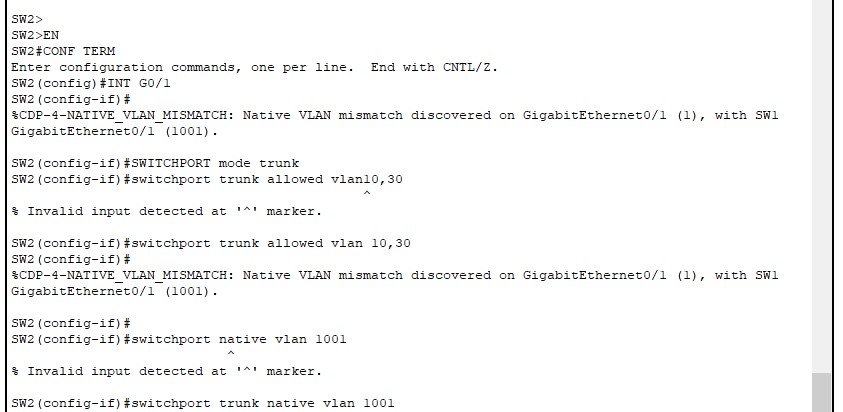 SW2>
SW2>EN
SW2#CONF TERM
Enter configuration commands, one per line.  End with CNTL/Z.
SW2(config)#INT G0/1
SW2(config-if)#
%CDP-4-NATIVE_VLAN_MISMATCH: Native VLAN mismatch discovered on GigabitEthernet0/1 (1), with SW1
GigabitEthernet0/1 (1001).
SW2(config-if)#SWITCHPORT mode trunk
SW2(config-if)#switchport trunk allowed vlan10,30
^
% Invalid input detected at '^' marker.
SW2(config-if)#switchport trunk allowed vlan 10,30
SW2(config-if)#
%CDP-4-NATIVE_VLAN_MISMATCH: Native VLAN mismatch discovered on GigabitEthernet0/1 (1), with SW1
GigabitEthernet0/1 (1001).
SW2(config-if)#
SW2(config-if)#switchport native vlan 1001
^
% Invalid input detected at '^' marker.
SW2(config-if)#switchport trunk native vlan 1001